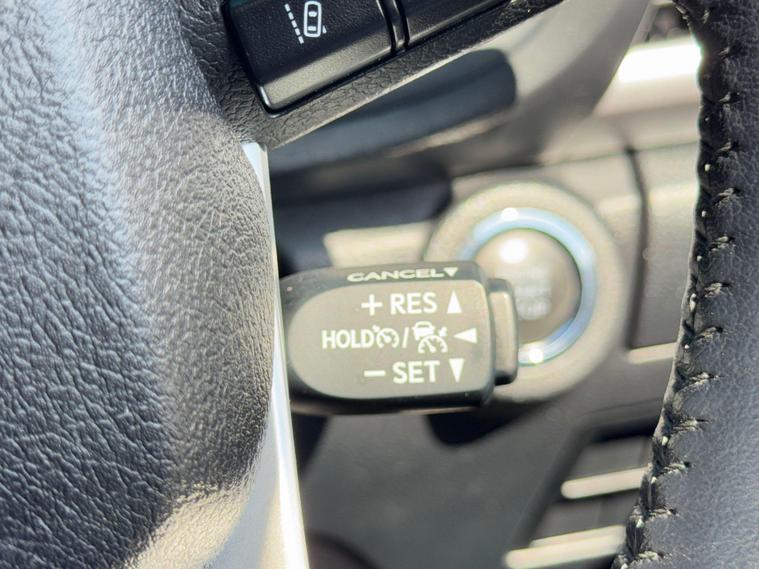 CANCEL▼
+ RES ▲
HOLD / ◀
− SET ▼